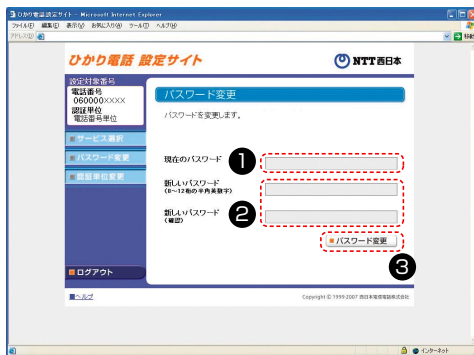 ひかり電話設定サイト - Microsoft Internet Explorer
ファイル(F) 編集(E) 表示(V) お気に入り(A) ツール(T) ヘルプ(H)
アドレス(D)
移動
ひかり電話 設定サイト
NTT西日本
設定対象番号
電話番号
060000××××
認証単位
電話番号単位
サービス選択
パスワード変更
認証単位変更
ログアウト
パスワード変更
パスワードを変更します。
現在のパスワード
1
新しいパスワード
(8～12桁の半角英数字)
新しいパスワード
(確認)
2
パスワード変更
3
ヘルプ
Copyright © 1999-2007 西日本電信電話株式会社
インターネット